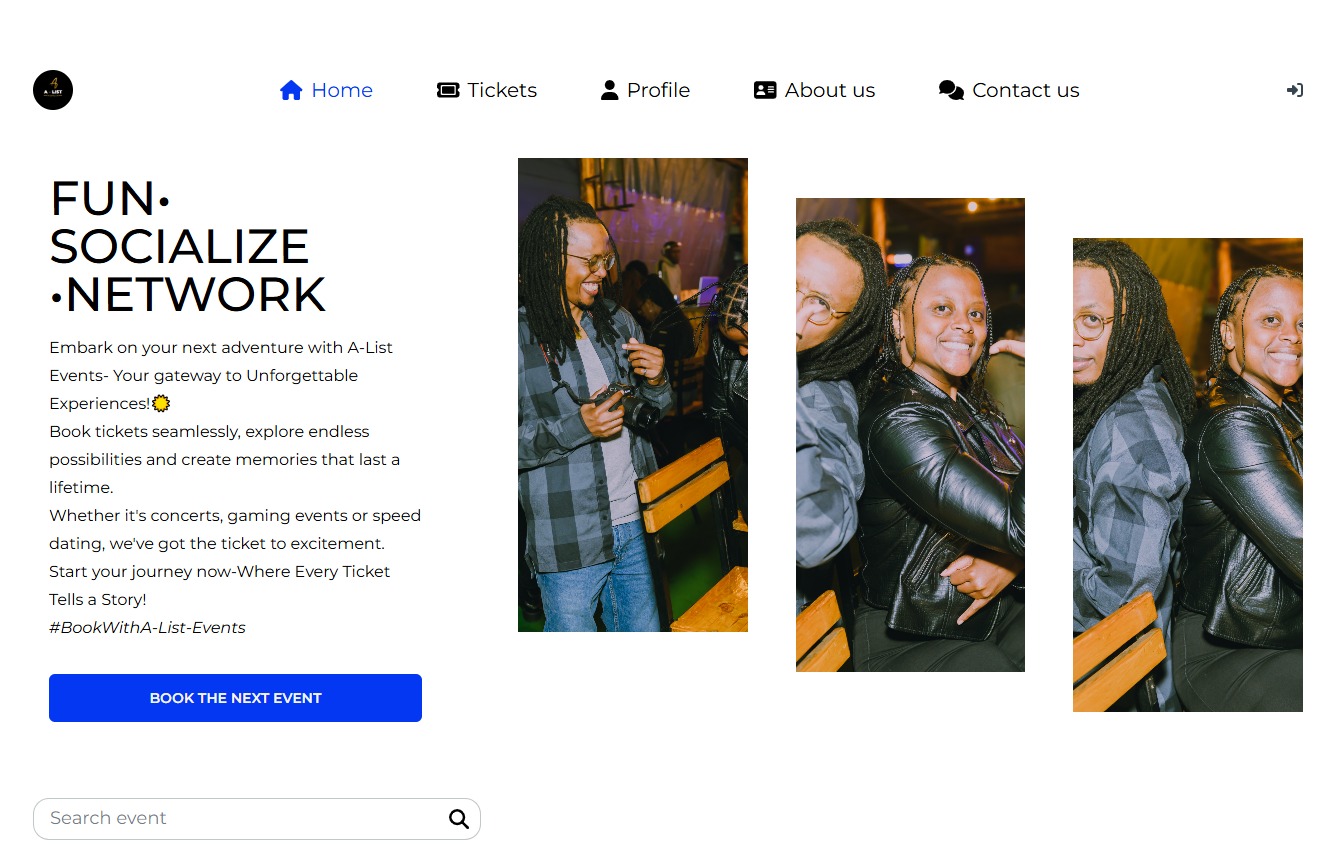 A - LIST
Home
Tickets
Profile
About us
Contact us
FUN•
SOCIALIZE
•NETWORK
Embark on your next adventure with A-List
Events- Your gateway to Unforgettable
Experiences!
Book tickets seamlessly, explore endless
possibilities and create memories that last a
lifetime.
Whether it's concerts, gaming events or speed
dating, we've got the ticket to excitement.
Start your journey now-Where Every Ticket
Tells a Story!
#BookWithA-List-Events
BOOK THE NEXT EVENT
Search event